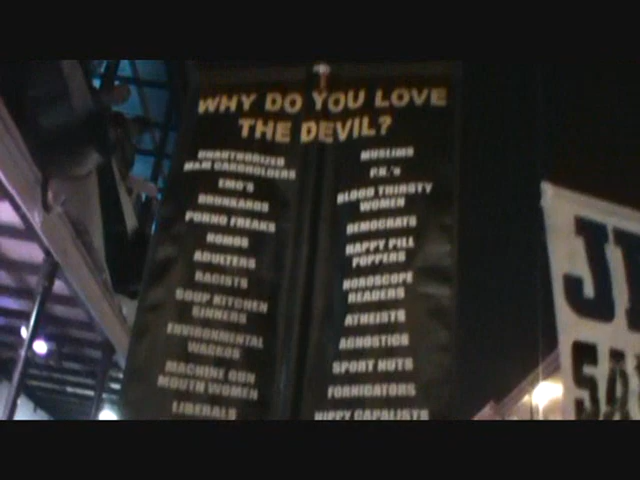 WHY DO YOU LOVE
THE DEVIL?
UNAUTHORIZED
CARDHOLDERS
EMO'S
DRUNKARDS
PORNO FREAKS
HOMOS
ADULTERS
RACISTS
SOUP KITCHEN
SINNERS
ENVIRONMENTAL
WACKOS
MACHINE GUN
MOUTH WOMEN
LIBERALS
MUSLIMS
P.K.'s
BLOOD THIRSTY
WOMEN
DEMOCRATS
HAPPY PILL
POPPERS
HOROSCOPE
READERS
ATHEISTS
AGNOSTICS
SPORT NUTS
FORNICATORS
HIPPY CAPALISTS